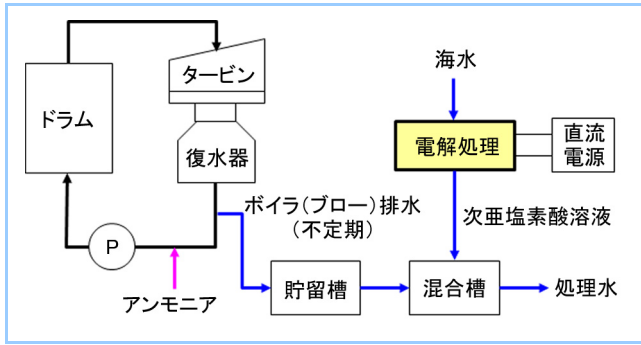 タービン
ドラム
復水器
P
アンモニア
ボイラ(ブロー)排水
(不定期)
貯留槽
海水
電解処理
直流
電源
次亜塩素酸溶液
混合槽
処理水